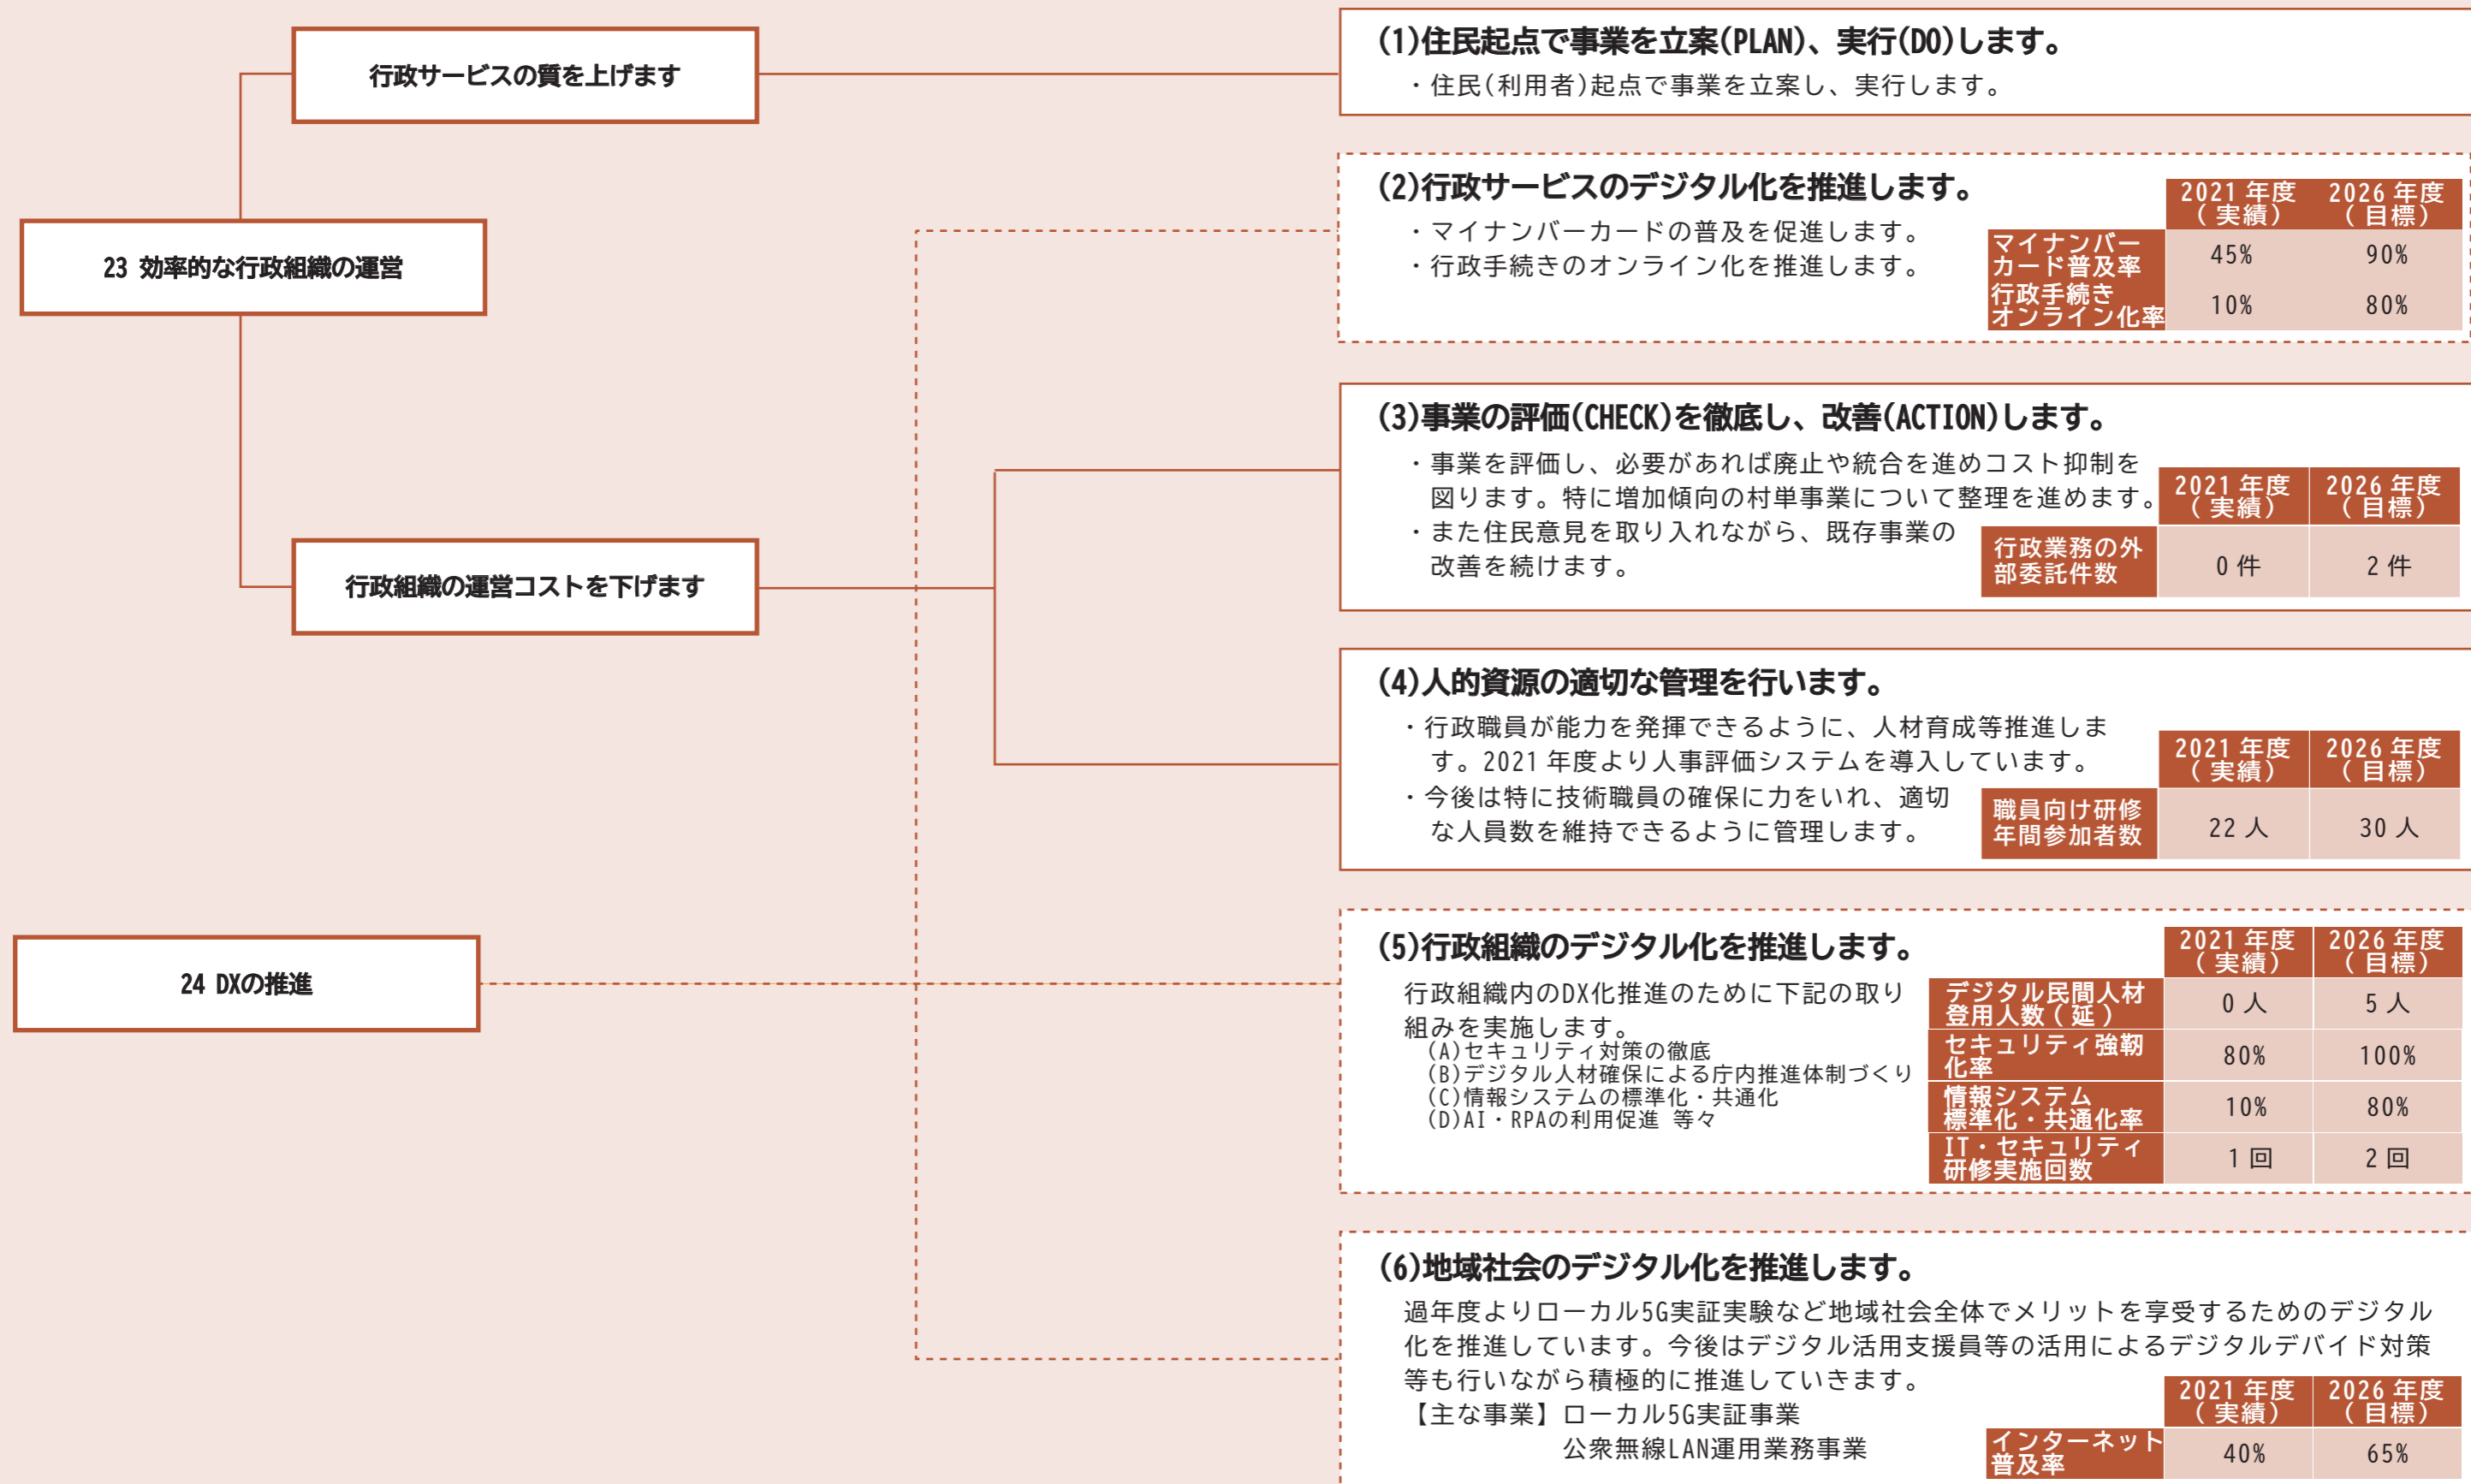 行政サービスの質を上げます
23 効率的な行政組織の運営
行政組織の運営コストを下げます
24 DXの推進
(1)住民起点で事業を立案(PLAN)、実行(DO)します。
・住民(利用者)起点で事業を立案し、実行します。
(2)行政サービスのデジタル化を推進します。
・マイナンバーカードの普及を促進します。
・行政手続きのオンライン化を推進します。
2021年度 2026年度
(実績) (目標)
マイナンバー
カード普及率 45% 90%
行政手続き
オンライン化率 10% 80%
(3)事業の評価(CHECK)を徹底し、改善(ACTION)します。
・事業を評価し、必要があれば廃止や統合を進めコスト抑制を
図ります。特に増加傾向の村単事業について整理を進めます。
・また住民意見を取り入れながら、既存事業の
改善を続けます。
2021年度 2026年度
(実績) (目標)
行政業務の外
部委託件数 0件 2件
(4)人的資源の適切な管理を行います。
・行政職員が能力を発揮できるように、人材育成等推進しま
す。2021年度より人事評価システムを導入しています。
・今後は特に技術職員の確保に力をいれ、適切
な人員数を維持できるように管理します。
2021年度 2026年度
(実績) (目標)
職員向け研修
年間参加者数 22人 30人
(5)行政組織のデジタル化を推進します。
行政組織内のDX化推進のために下記の取り
組みを実施します。
(A)セキュリティ対策の徹底
(B)デジタル人材確保による庁内推進体制づくり
(C)情報システムの標準化・共通化
(D)AI・RPAの利用促進 等々
2021年度 2026年度
(実績) (目標)
デジタル民間人材
登用人数(延) 0人 5人
セキュリティ強靭
化率 80% 100%
情報システム
標準化・共通化率 10% 80%
IT・セキュリティ
研修実施回数 1回 2回
(6)地域社会のデジタル化を推進します。
過年度よりローカル5G実証実験など地域社会全体でメリットを享受するためのデジタル
化を推進しています。今後はデジタル活用支援員等の活用によるデジタルデバイド対策
等も行いながら積極的に推進していきます。
【主な事業】ローカル5G実証事業
公衆無線LAN運用業務事業
2021年度 2026年度
(実績) (目標)
インターネット
普及率 40% 65%